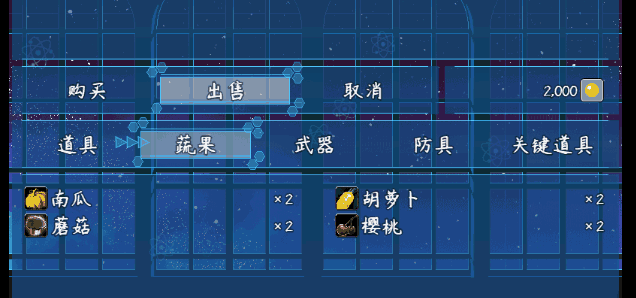 购买 出售 取消 2,000
道具 蔬果 武器 防具 关键道具
南瓜 ×2 胡萝卜 ×2
蘑菇 ×2 樱桃 ×2